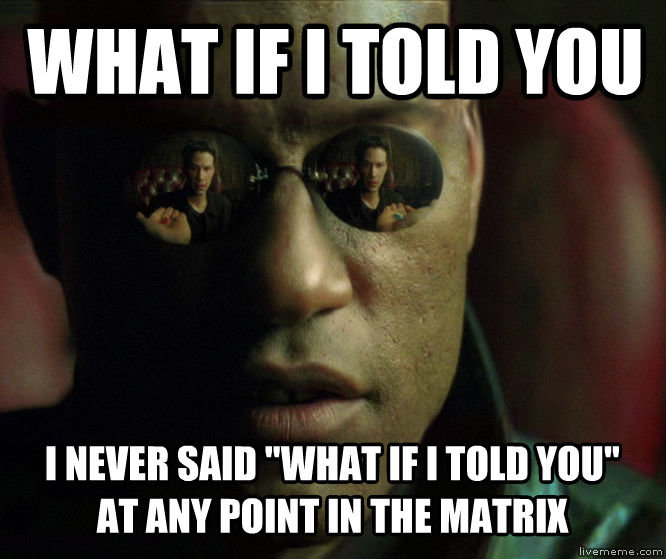 WHAT IF I TOLD YOU
I NEVER SAID "WHAT IF I TOLD YOU"
AT ANY POINT IN THE MATRIX
livememe.com